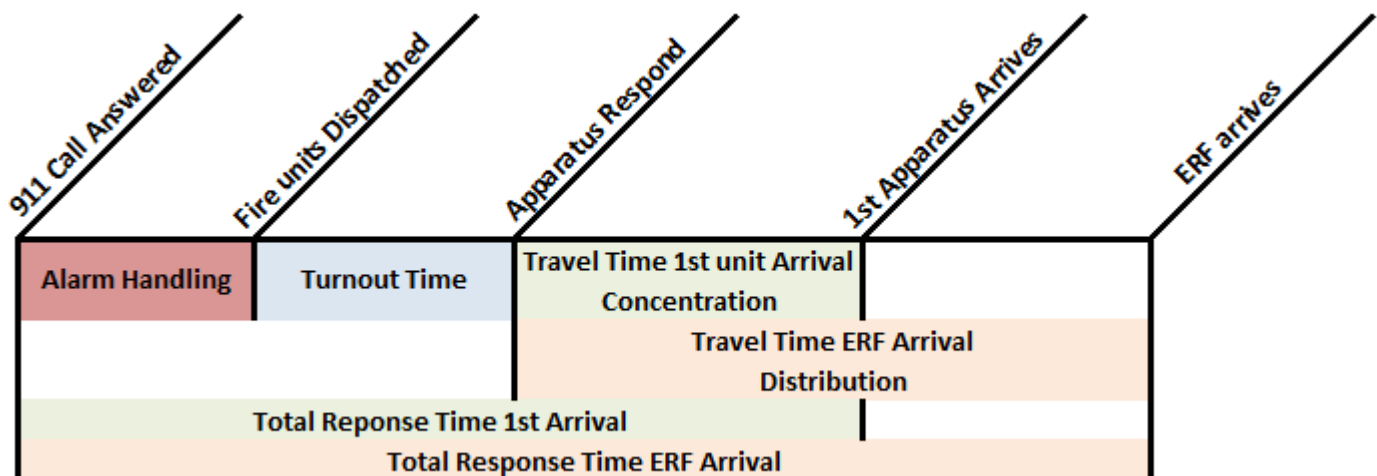 911 Call Answered
Fire units Dispatched
Apparatus Respond
1st Apparatus Arrives
ERF arrives
Alarm Handling
Turnout Time
Travel Time 1st unit Arrival
Concentration
Travel Time ERF Arrival
Distribution
Total Reponse Time 1st Arrival
Total Response Time ERF Arrival